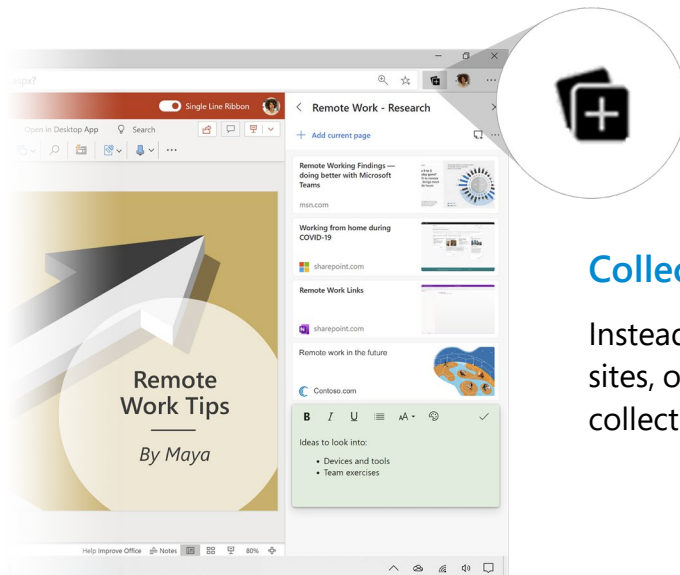 aspx?
Single Line Ribbon
Open in Desktop App
Search
Remote Work - Research
Add current page
Remote Working Findings —
doing better with Microsoft
Teams
msn.com
Working from home during
COVID-19
sharepoint.com
Remote Work Links
sharepoint.com
Remote work in the future
Contoso.com
B I U AA
Ideas to look into:
• Devices and tools
• Team exercises
Remote
Work Tips
By Maya
Help Improve Office Notes 80%
Collec
Instead
sites, o
collect